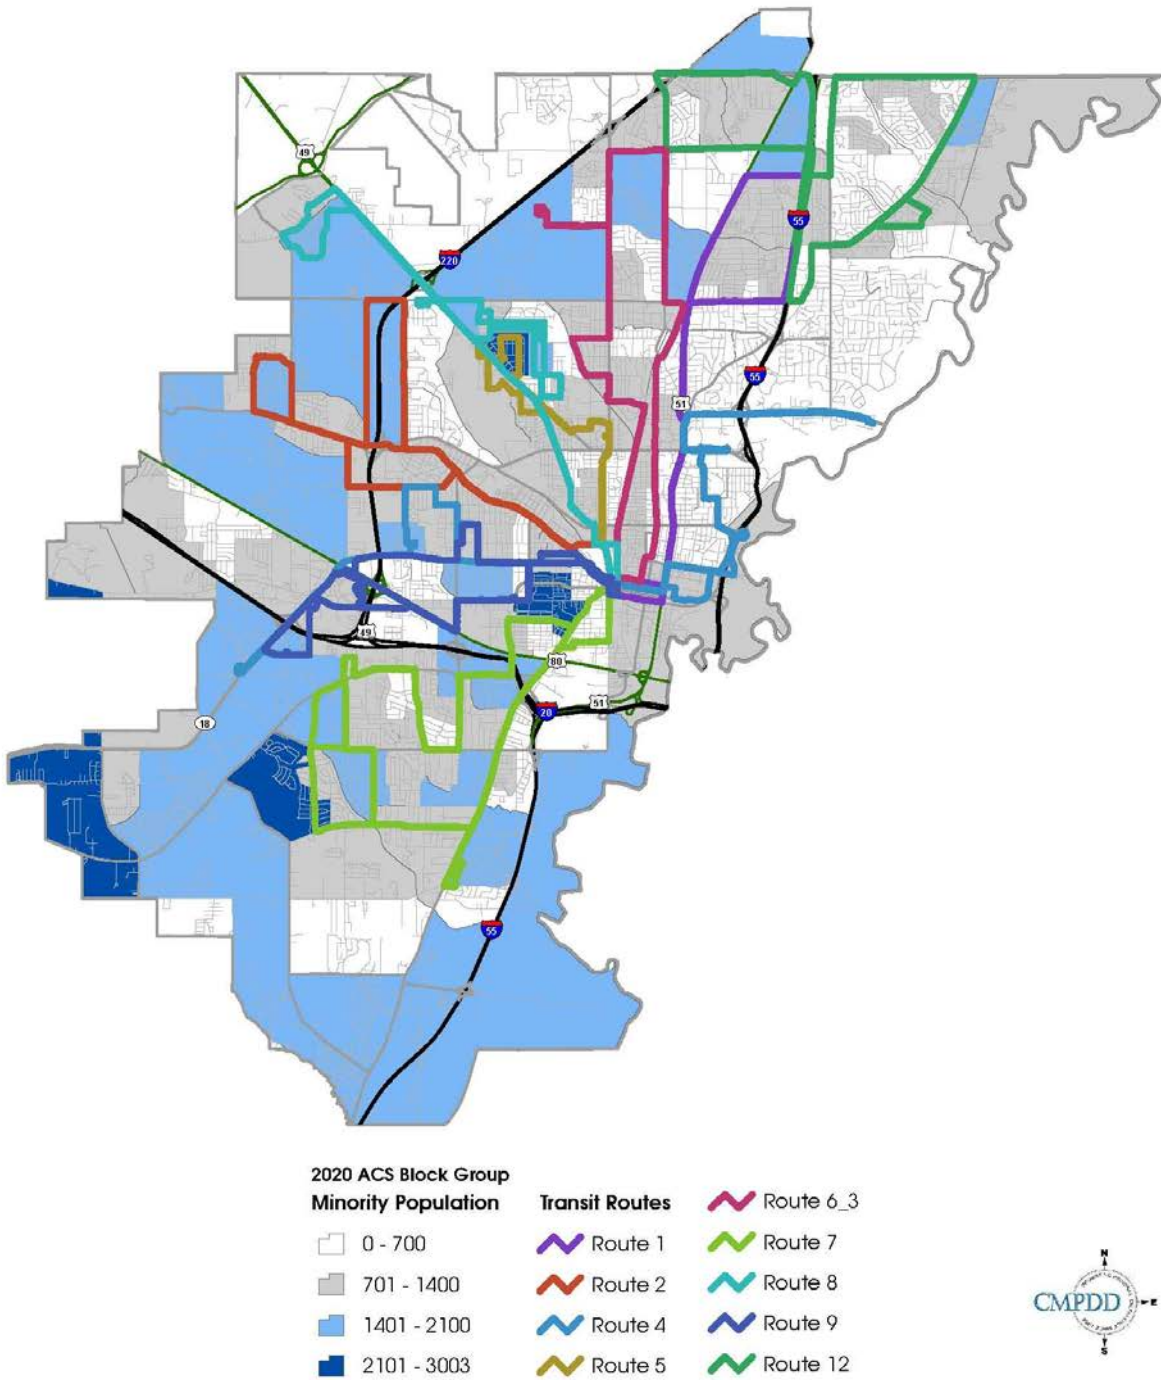 49
55
220
55
51
49
80
18
20
51
55
2020 ACS Block Group
Minority Population
0 - 700
701 - 1400
1401 - 2100
2101 - 3003
Transit Routes
Route 1
Route 2
Route 4
Route 5
Route 6_3
Route 7
Route 8
Route 9
Route 12
N
CMPDD
E
S